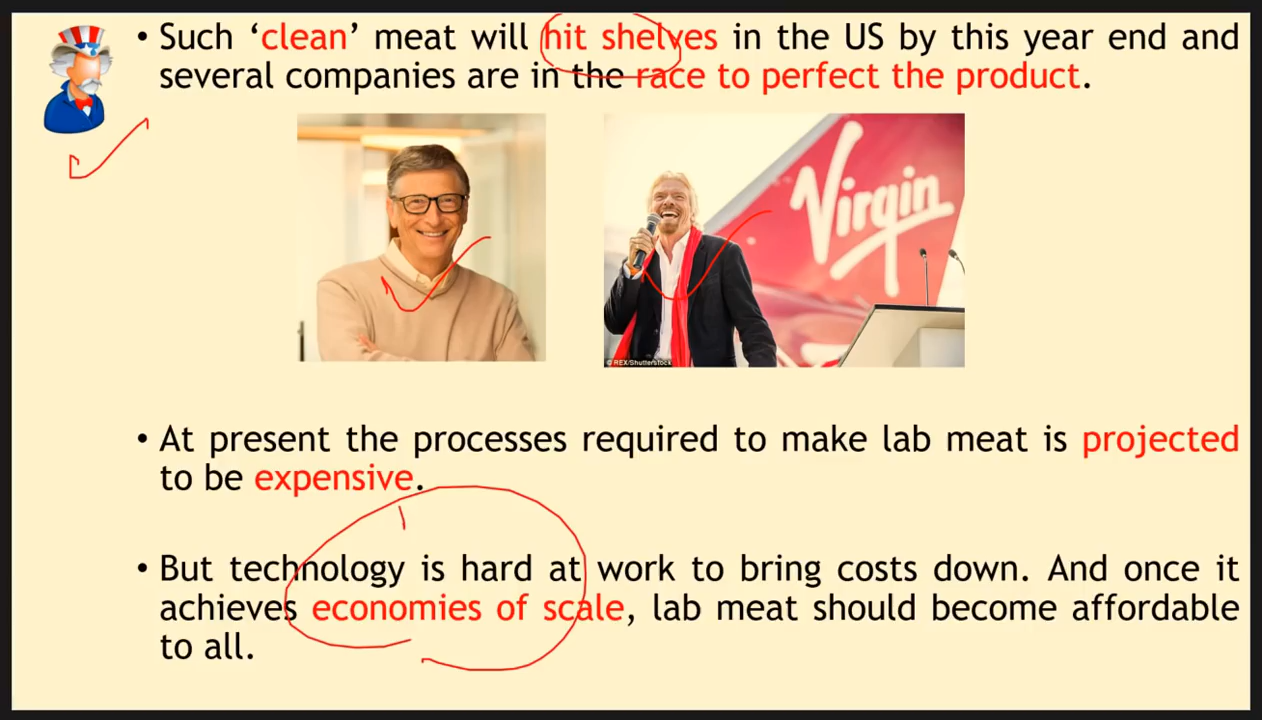 • Such ‘clean’ meat will hit shelves in the US by this year end and
several companies are in the race to perfect the product.
Virgin
© REX/Shutterstock
• At present the processes required to make lab meat is projected
to be expensive.
• But technology is hard at work to bring costs down. And once it
achieves economies of scale, lab meat should become affordable
to all.